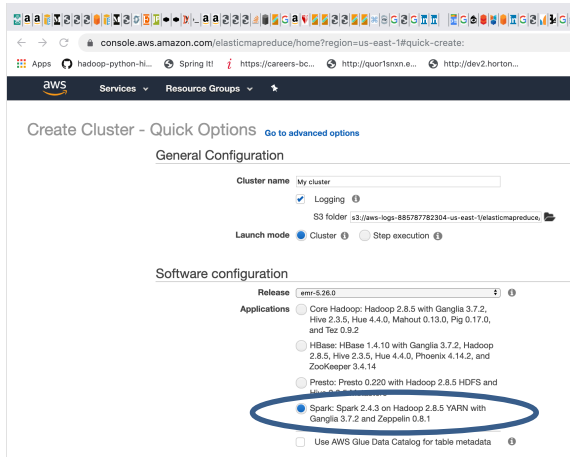 console.aws.amazon.com/elasticmapreduce/home?region=us-east-1#quick-create:
Apps hadoop-python-hi... Spring It! https://careers-bc... http://quor1snxn.e... http://dev2.horton...
aws Services Resource Groups
Create Cluster - Quick Options Go to advanced options
General Configuration
Cluster name My cluster
Logging
S3 folder s3://aws-logs-885787782304-us-east-1/elasticmapreduce/
Launch mode Cluster Step execution
Software configuration
Release emr-5.26.0
Applications Core Hadoop: Hadoop 2.8.5 with Ganglia 3.7.2,
Hive 2.3.5, Hue 4.4.0, Mahout 0.13.0, Pig 0.17.0,
and Tez 0.9.2
HBase: HBase 1.4.10 with Ganglia 3.7.2, Hadoop
2.8.5, Hive 2.3.5, Hue 4.4.0, Phoenix 4.14.2, and
ZooKeeper 3.4.14
Presto: Presto 0.220 with Hadoop 2.8.5 HDFS and
Spark: Spark 2.4.3 on Hadoop 2.8.5 YARN with
Ganglia 3.7.2 and Zeppelin 0.8.1
Use AWS Glue Data Catalog for table metadata